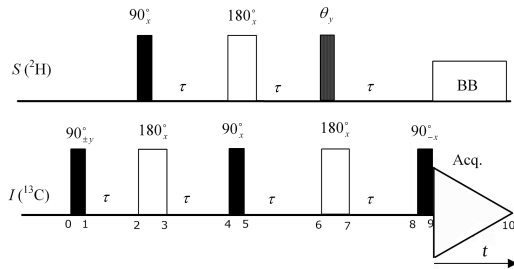 90°x 180°x θy
S (²H) τ τ τ BB
90°±y 180°x 90°x 180°x 90°-x
Acq.
I (¹³C) τ τ τ τ
0 1 2 3 4 5 6 7 8 9 10
t